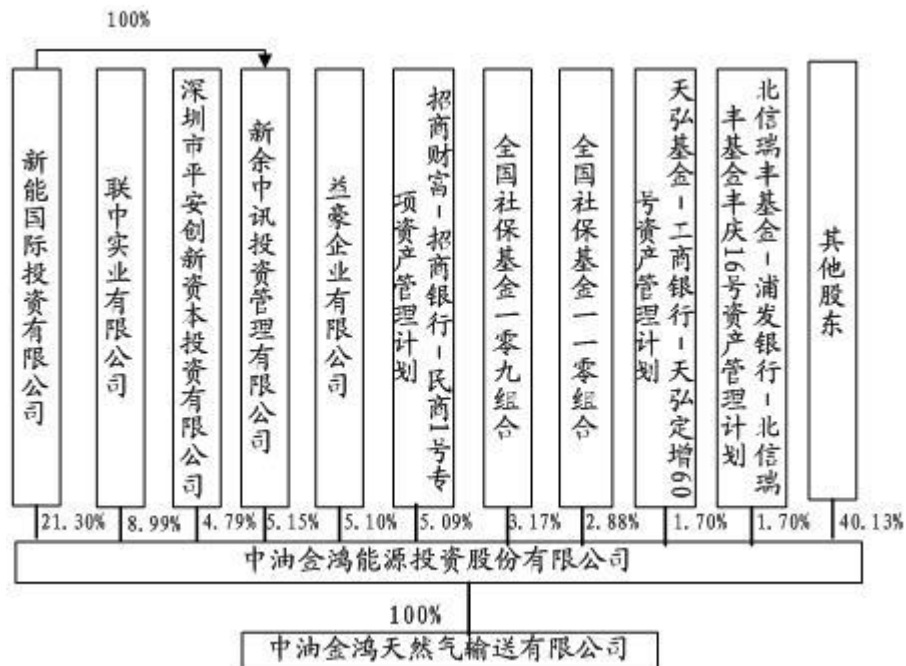 100%
新能国际投资有限公司
联中实业有限公司
深圳市平安创新资本投资有限公司
新余中讯投资管理有限公司
益豪企业有限公司
招商财富-招商银行-民商1号专
项资产管理计划
全国社保基金一零九组合
全国社保基金一一零组合
天弘基金-工商银行-天弘定增60
号资产管理计划
北信瑞丰基金-浦发银行-北信瑞
丰基金丰庆16号资产管理计划
其他股东
21.30%
8.99%
4.79%
5.15%
5.10%
5.09%
3.17%
2.88%
1.70%
1.70%
40.13%
中油金鸿能源投资股份有限公司
100%
中油金鸿天然气输送有限公司